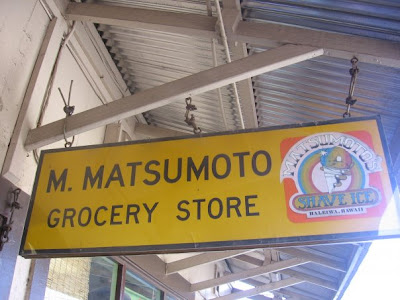 M. MATSUMOTO
GROCERY STORE
MATSUMOTO'S
SHAVE ICE
HALEIWA, HAWAII